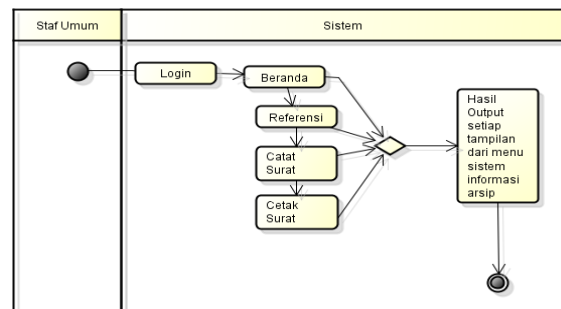 Staf Umum
Sistem
Login
Beranda
Referensi
Catat
Surat
Cetak
Surat
Hasil
Output
setiap
tampilan
dari menu
sistem
informasi
arsip